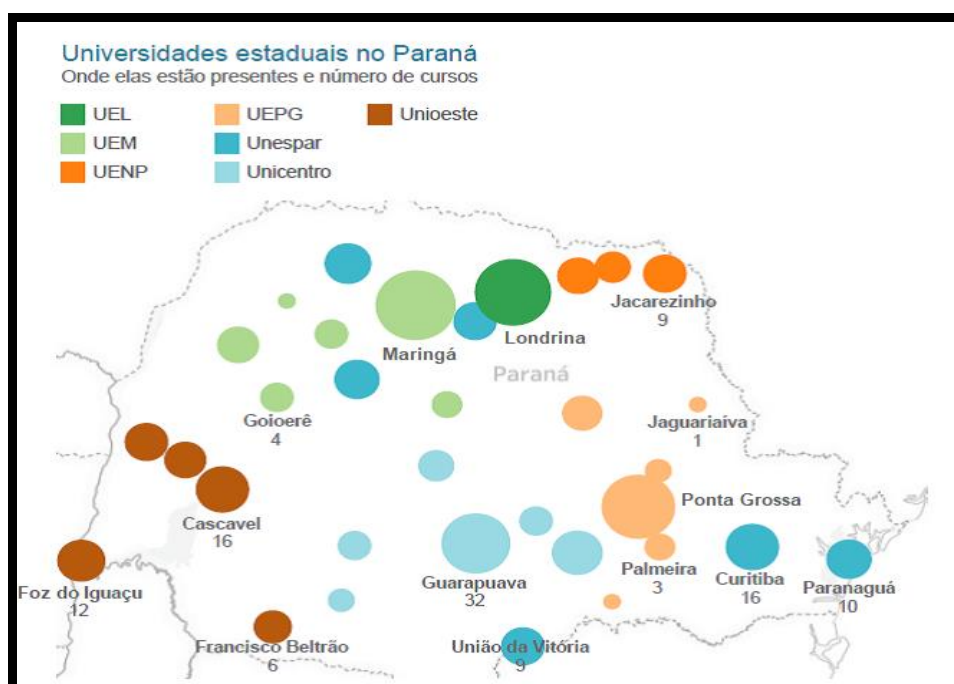 Universidades estaduais no Paraná
Onde elas estão presentes e número de cursos
UEL UEPG Unioeste
UEM Unespar
UENP Unicentro
Jacarezinho
9
Londrina
Maringá
Paraná
Goioerê
4
Jaguariaíva
1
Ponta Grossa
Cascavel
16
Foz do Iguaçu
12
Guarapuava
32
Palmeira
3
Curitiba
16
Paranaguá
10
Francisco Beltrão
6
União da Vitória
9